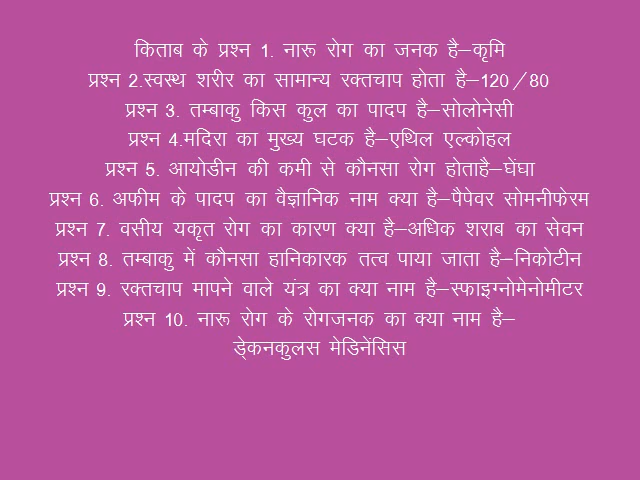 किताब के प्रश्न 1. नारू रोग का जनक है–कृमि
प्रश्न 2.स्वस्थ शरीर का सामान्य रक्तचाप होता है–120/80
प्रश्न 3. तम्बाकु किस कुल का पादप है–सोलोनेसी
प्रश्न 4.मदिरा का मुख्य घटक है–एथिल एल्कोहल
प्रश्न 5. आयोडीन की कमी से कौनसा रोग होताहै–घेंघा
प्रश्न 6. अफीम के पादप का वैज्ञानिक नाम क्या है–पैपेवर सोमनीफेरम
प्रश्न 7. वसीय यकृत रोग का कारण क्या है–अधिक शराब का सेवन
प्रश्न 8. तम्बाकु में कौनसा हानिकारक तत्व पाया जाता है–निकोटीन
प्रश्न 9. रक्तचाप मापने वाले यंत्र का क्या नाम है–स्फाइग्नोमेनोमीटर
प्रश्न 10. नारू रोग के रोगजनक का क्या नाम है–
ड्रेकनकुलस मेडिनेंसिस